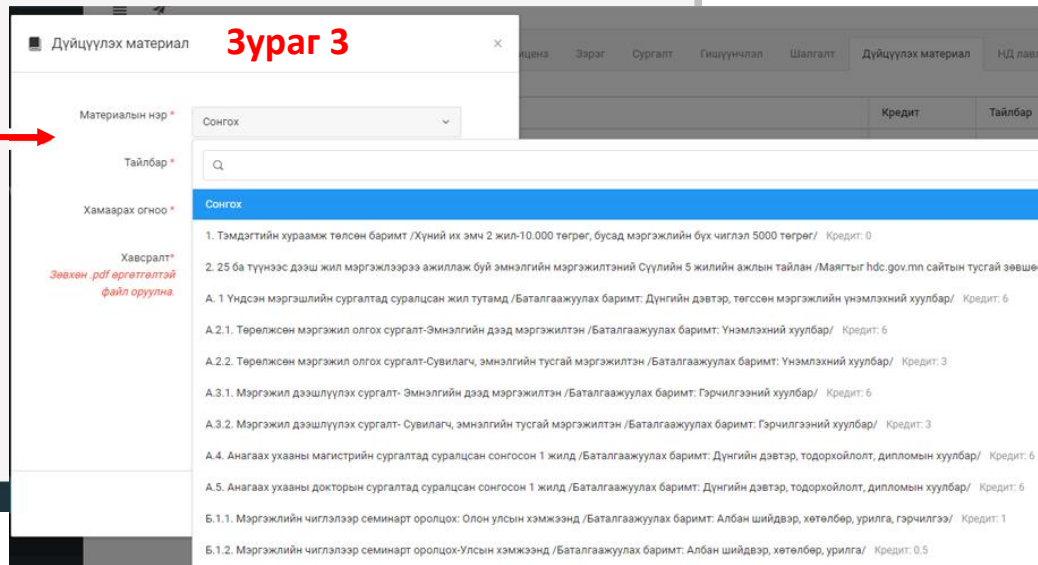 Дүйцүүлэх материал
Зураг 3
×
Зэрэг Сургалт Гишүүнчлэл Шалгалт Дүйцүүлэх материал НД
Материалын нэр *
Сонгох
Кредит Тайлбар
Тайлбар *
Хамаарах огноо *
Сонгох
Хавсралт*
Зөвхөн .pdf өргөтгөлтэй
файл оруулна.
1. Тэмдэгтийн хураамж төлсөн баримт /Хүний их эмч 2 жил-10.000 төгрөг, бусад мэргэжлийн бүх чиглэл 5000 төгрөг/ Кредит: 0
2. 25 ба түүнээс дээш жил мэргэжлээрээ ажиллаж буй эмнэлгийн мэргэжилтэний Сүүлийн 5 жилийн ажлын тайлан /Маягтыг hdc.gov.mn сайтын тусгай
А. 1 Үндсэн мэргэшлийн сургалтад суралцсан жил тутамд /Баталгаажуулах баримт: Дүнгийн дэвтэр, төгссөн мэргэжлийн үнэмлэхний хуулбар/ Кредит: 6
А.2.1. Төрөлжсөн мэргэжил олгох сургалт-Эмнэлгийн дээд мэргэжилтэн /Баталгаажуулах баримт: Үнэмлэхний хуулбар/ Кредит: 6
А.2.2. Төрөлжсөн мэргэжил олгох сургалт-Сувилагч, эмнэлгийн тусгай мэргэжилтэн /Баталгаажуулах баримт: Үнэмлэхний хуулбар/ Кредит: 3
А.3.1. Мэргэжил дээшлүүлэх сургалт- Эмнэлгийн дээд мэргэжилтэн /Баталгаажуулах баримт: Гэрчилгээний хуулбар/ Кредит: 6
А.3.2. Мэргэжил дээшлүүлэх сургалт- Сувилагч, эмнэлгийн тусгай мэргэжилтэн /Баталгаажуулах баримт: Гэрчилгээний хуулбар/ Кредит: 3
А.4. Анагаах ухааны магистрийн сургалтад суралцсан сонгосон 1 жилд /Баталгаажуулах баримт: Дүнгийн дэвтэр, тодорхойлолт, дипломын хуулбар/ Кредит: 6
А.5. Анагаах ухааны докторын сургалтад суралцсан сонгосон 1 жилд /Баталгаажуулах баримт: Дүнгийн дэвтэр, тодорхойлолт, дипломын хуулбар/ Кредит: 6
Б.1.1. Мэргэжлийн чиглэлээр семинарт оролцох: Олон улсын хэмжээнд /Баталгаажуулах баримт: Албан шийдвэр, хөтөлбөр, урилга, гэрчилгээ/ Кредит: 1
Б.1.2. Мэргэжлийн чиглэлээр семинарт оролцох-Улсын хэмжээнд /Баталгаажуулах баримт: Албан шийдвэр, хөтөлбөр, урилга/ Кредит: 0.5